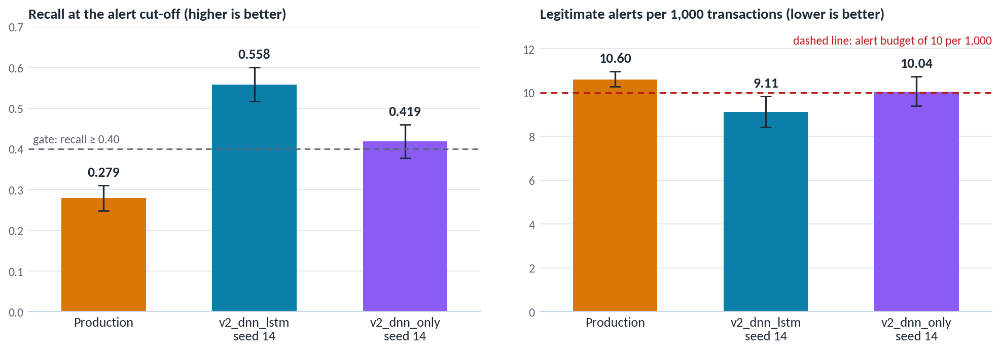 Recall at the alert cut-off (higher is better)
0.7
0.6
0.5
0.4
0.3
0.2
0.1
0.0
gate: recall ≥ 0.40
0.279
0.558
0.419
Production
v2_dnn_lstm
seed 14
v2_dnn_only
seed 14
Legitimate alerts per 1,000 transactions (lower is better)
dashed line: alert budget of 10 per 1,000
12
10
8
6
4
2
0
10.60
9.11
10.04
Production
v2_dnn_lstm
seed 14
v2_dnn_only
seed 14